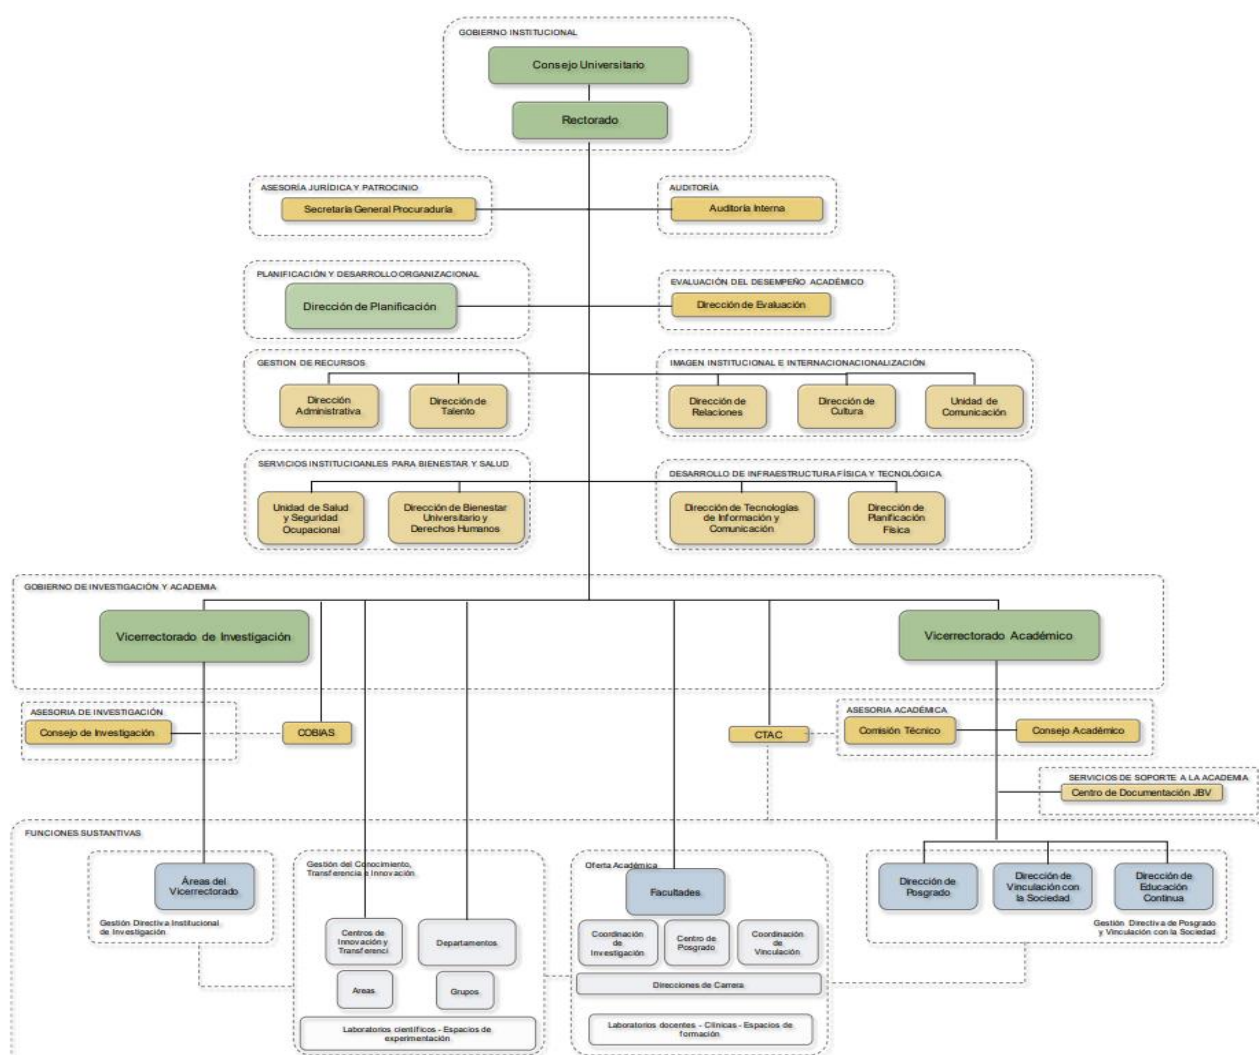 GOBIERNO INSTITUCIONAL
Consejo Universitario
Rectorado
ASESORÍA JURÍDICA Y PATROCINIO
Secretaría General Procuraduría
AUDITORÍA
Auditoría Interna
PLANIFICACIÓN Y DESARROLLO ORGANIZACIONAL
Dirección de Planificación
EVALUACIÓN DEL DESEMPEÑO ACADÉMICO
Dirección de Evaluación
GESTION DE RECURSOS
Dirección
Administrativa
Dirección de
Talento
IMAGEN INSTITUCIONAL E INTERNACIONACIONALIZACIÓN
Dirección de
Relaciones
Dirección de
Cultura
Unidad de
Comunicación
SERVICIOS INSTITUCIOANLES PARA BIENESTAR Y SALUD
Unidad de Salud
y Seguridad
Ocupacional
Dirección de Bienestar
Universitario y
Derechos Humanos
DESARROLLO DE INFRAESTRUCTURA FÍSICA Y TECNOLÓGICA
Dirección de Tecnologías
de Información y
Comunicación
Dirección de
Planificación
Física
GOBIERNO DE INVESTIGACIÓN Y ACADEMIA
Vicerrectorado de Investigación
Vicerrectorado Académico
ASESORIA DE INVESTIGACIÓN
Consejo de Investigación
COBIAS
CTAC
ASESORIA ACADÉMICA
Comisión Técnico
Consejo Académico
SERVICIOS DE SOPORTE A LA ACADEMIA
Centro de Documentación JBV
FUNCIONES SUSTANTIVAS
Áreas del
Vicerrectorado
Gestión Directiva Institucional
de Investigación
Gestión del Conocimiento,
Transferencia e Innovación
Centros de
Innovación y
Transferenci
Departamentos
Areas
Grupos
Laboratorios científicos - Espacios de
experimentación
Oferta Académica
Facultades
Coordinación
de
Investigación
Centro de
Posgrado
Coordinación
de
Vinculación
Direcciones de Carrera
Laboratorios docentes - Clínicas - Espacios de
formación
Dirección de
Posgrado
Dirección de
Vinculación con
la Sociedad
Dirección de
Educación
Continua
Gestión Directiva de Posgrado
y Vinculación con la Sociedad